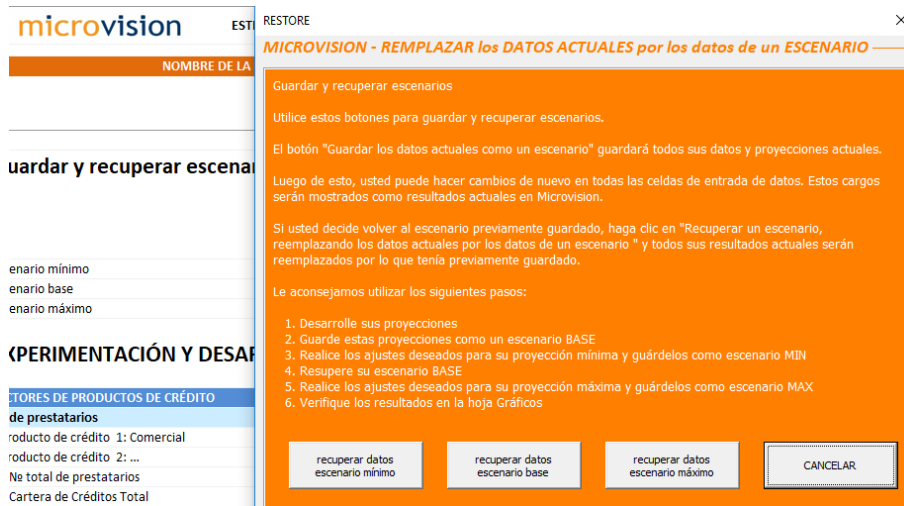 microvision
ESTI
NOMBRE DE LA
uardar y recuperar escenar
enario mínimo
enario base
enario máximo
XPERIMENTACIÓN Y DESAR
CTORES DE PRODUCTOS DE CRÉDITO
de prestatarios
roducto de crédito 1: Comercial
roducto de crédito 2: ...
Ne total de prestatarios
Cartera de Créditos Total
RESTORE
MICROVISION - REMPLAZAR los DATOS ACTUALES por los datos de un ESCENARIO
Guardar y recuperar escenarios
Utilice estos botones para guardar y recuperar escenarios.
El botón "Guardar los datos actuales como un escenario" guardará todos sus datos y proyecciones actuales.
Luego de esto, usted puede hacer cambios de nuevo en todas las celdas de entrada de datos. Estos cargos
serán mostrados como resultados actuales en Microvision.
Si usted decide volver al escenario previamente guardado, haga clic en "Recuperar un escenario,
reemplazando los datos actuales por los datos de un escenario " y todos sus resultados actuales serán
reemplazados por lo que tenía previamente guardado.
Le aconsejamos utilizar los siguientes pasos:
1. Desarrolle sus proyecciones
2. Guarde estas proyecciones como un escenario BASE
3. Realice los ajustes deseados para su proyección mínima y guárdelos como escenario MIN
4. Resupere su escenario BASE
5. Realice los ajustes deseados para su proyección máxima y guárdelos como escenario MAX
6. Verifique los resultados en la hoja Gráficos
recuperar datos
escenario mínimo
recuperar datos
escenario base
recuperar datos
escenario máximo
CANCELAR